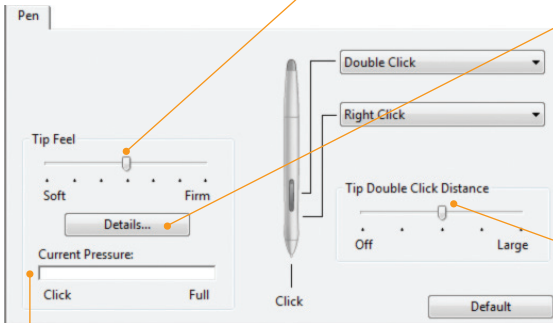 Pen
Double Click
Right Click
Tip Feel
Soft Firm
Details...
Current Pressure:
Click Full
Click
Tip Double Click Distance
Off Large
Default